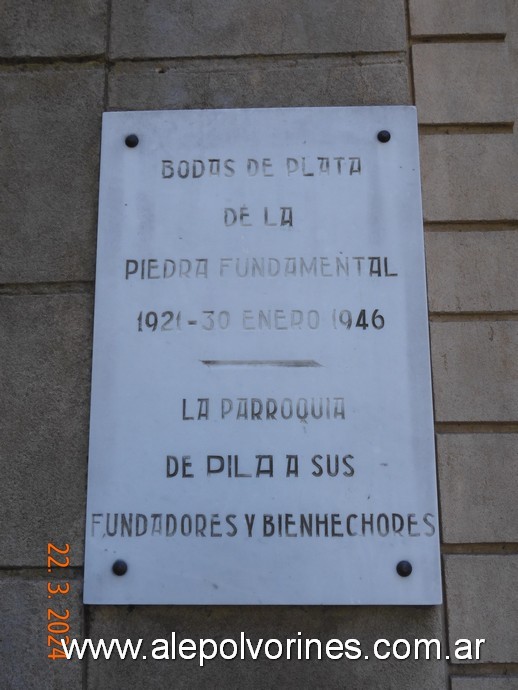 BODAS DE PLATA
DE LA
PIEDRA FUNDAMENTAL
1921-30 ENERO 1946
LA PARROQUIA
DE PILA A SUS
FUNDADORES Y BIENHECHORES
22. 3. 2024
www.alepolvorines.com.ar